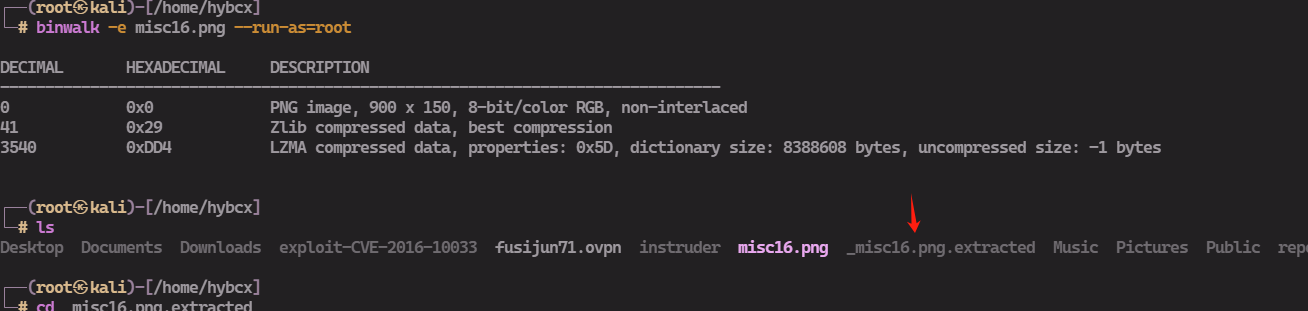 ┌──(root㉿kali)-[/home/hybcx]
└─# binwalk -e misc16.png --run-as=root
DECIMAL       HEXADECIMAL     DESCRIPTION
--------------------------------------------------------------------------------
0             0x0             PNG image, 900 x 150, 8-bit/color RGB, non-interlaced
41            0x29            Zlib compressed data, best compression
3540          0xDD4           LZMA compressed data, properties: 0x5D, dictionary size: 8388608 bytes, uncompressed size: -1 bytes
┌──(root㉿kali)-[/home/hybcx]
└─# ls
Desktop  Documents  Downloads  exploit-CVE-2016-10033  fusijun71.ovpn  instruder  misc16.png  _misc16.png.extracted  Music  Pictures  Public
┌──(root㉿kali)-[/home/hybcx]
└─# cd _misc16.png.extracted